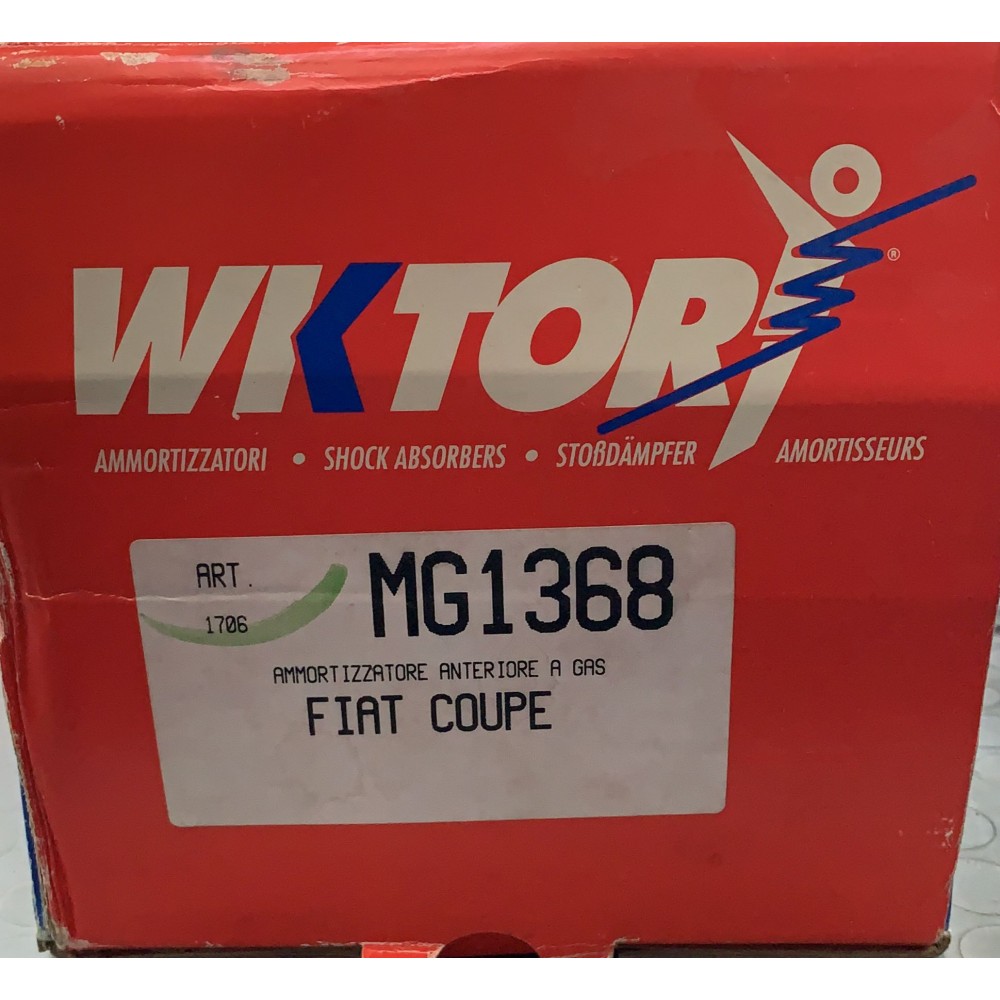 WKTOR
®
AMMORTIZZATORI • SHOCK ABSORBERS • STOßDÄMPFER AMORTISSEURS
ART. MG1368
1706
AMMORTIZZATORE ANTERIORE A GAS
FIAT COUPE